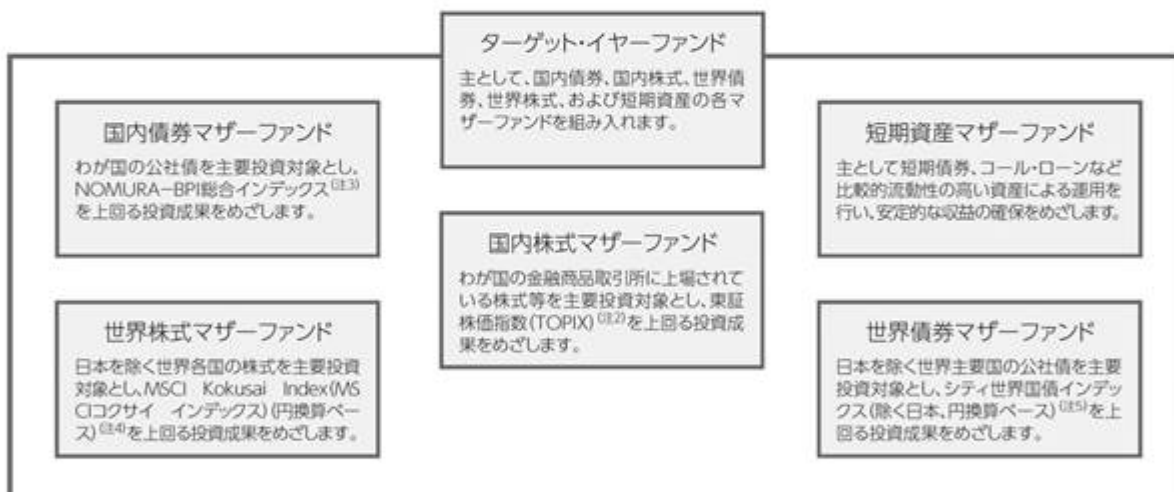 ターゲット・イヤーファンド
主として、国内債券、国内株式、世界債
券、世界株式、および短期資産の各マ
ザーファンドを組み入れます。
国内債券マザーファンド
わが国の公社債を主要投資対象とし、
NOMURA−BPI総合インデックス(注3)
を上回る投資成果をめざします。
短期資産マザーファンド
主として短期債券、コール・ローンなど
比較的流動性の高い資産による運用を
行い、安定的な収益の確保をめざします。
国内株式マザーファンド
わが国の金融商品取引所に上場されて
いる株式等を主要投資対象とし、東証
株価指数(TOPIX)(注2)を上回る投資成
果をめざします。
世界株式マザーファンド
日本を除く世界各国の株式を主要投資
対象とし、MSCI Kokusai Index(MS
CIコクサイ インデックス)(円換算ベー
ス)(注4)を上回る投資成果をめざします。
世界債券マザーファンド
日本を除く世界主要国の公社債を主要
投資対象とし、シティ世界国債インデッ
クス(除く日本、円換算ベース)(注5)を上
回る投資成果をめざします。